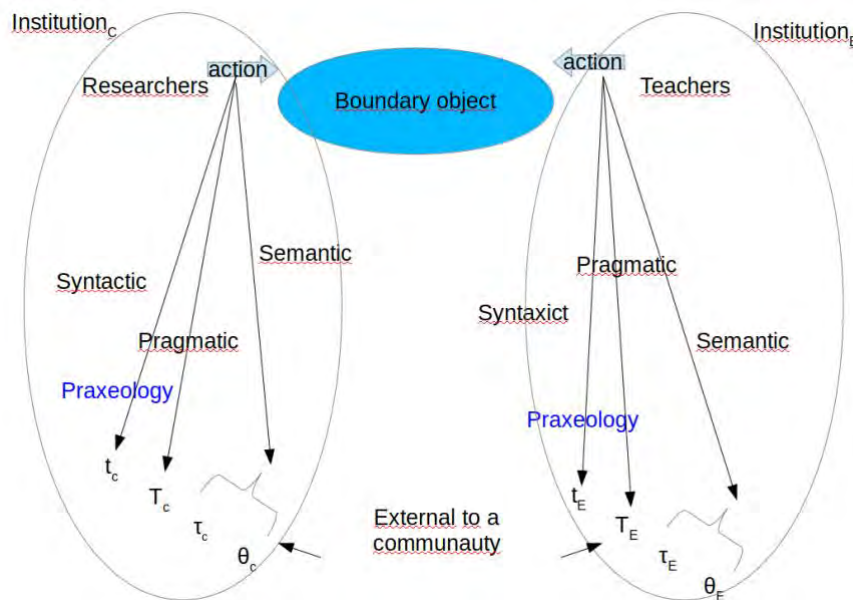 Institution_C
Institution_E
action
action
Researchers
Teachers
Boundary object
Semantic
Pragmatic
Syntactic
Syntaxict
Pragmatic
Semantic
Praxeology
Praxeology
t_c
T_c
τ_c
θ_c
External to a
communauty
t_E
T_E
τ_E
θ_E